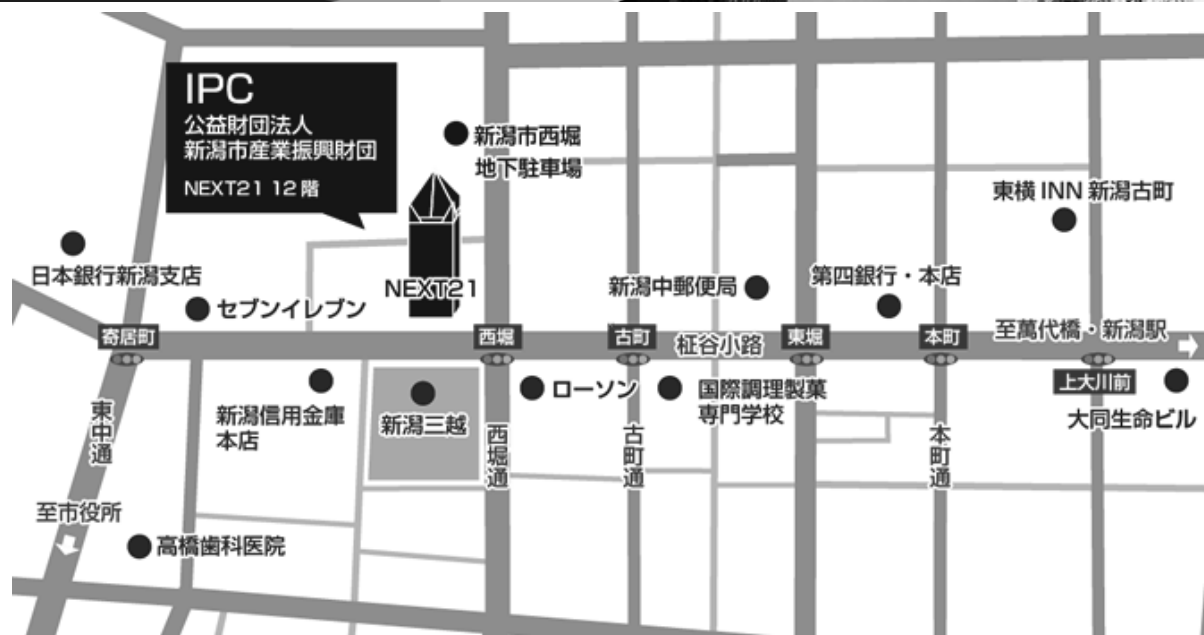 IPC
公益財団法人
新潟市産業振興財団
NEXT21 12階
新潟市西堀
地下駐車場
東横INN 新潟古町
日本銀行新潟支店
セブンイレブン
NEXT21
新潟中郵便局
第四銀行・本店
寄居町
西堀
古町
柾谷小路
東堀
本町
至萬代橋・新潟駅
上大川前
新潟信用金庫
本店
新潟三越
ローソン
国際調理製菓
専門学校
大同生命ビル
東中通
西堀通
古町通
本町通
至市役所
高橋歯科医院